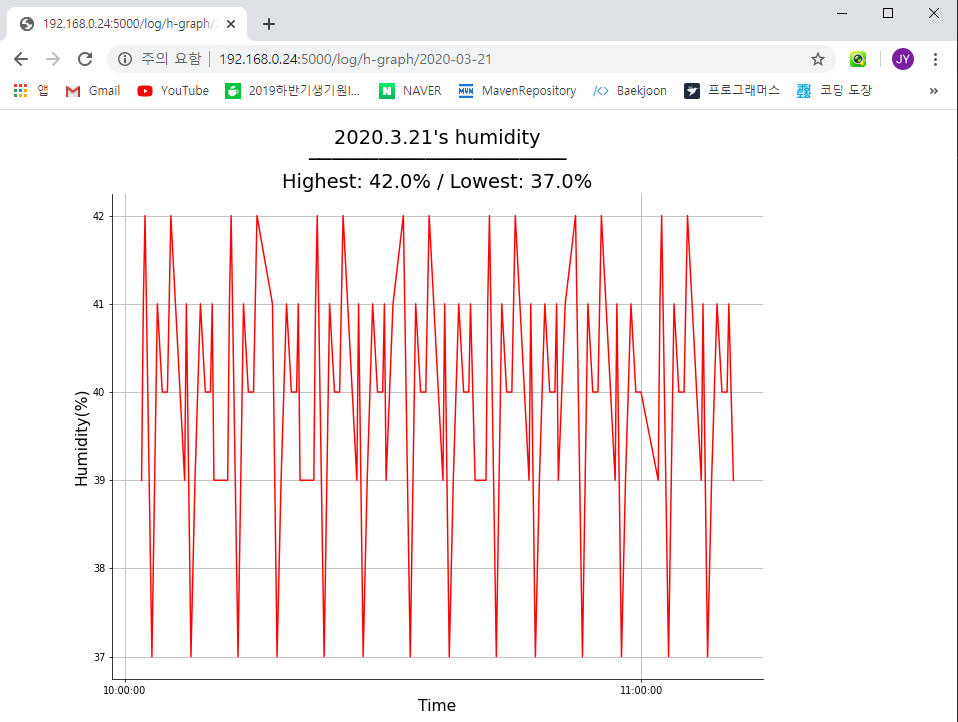 192.168.0.24:5000/log/h-graph/
주의 요함 192.168.0.24:5000/log/h-graph/2020-03-21 JY
앱 Gmail YouTube 2019하반기생기원I... NAVER MavenRepository Baekjoon 프로그래머스 코딩 도장 »
2020.3.21's humidity
Highest: 42.0% / Lowest: 37.0%
42
41
40
39
38
37
Humidity(%)
10:00:00 11:00:00
Time